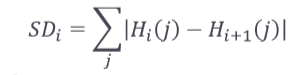 SD_i = \sum_j |H_i(j) − H_{i+1}(j)|